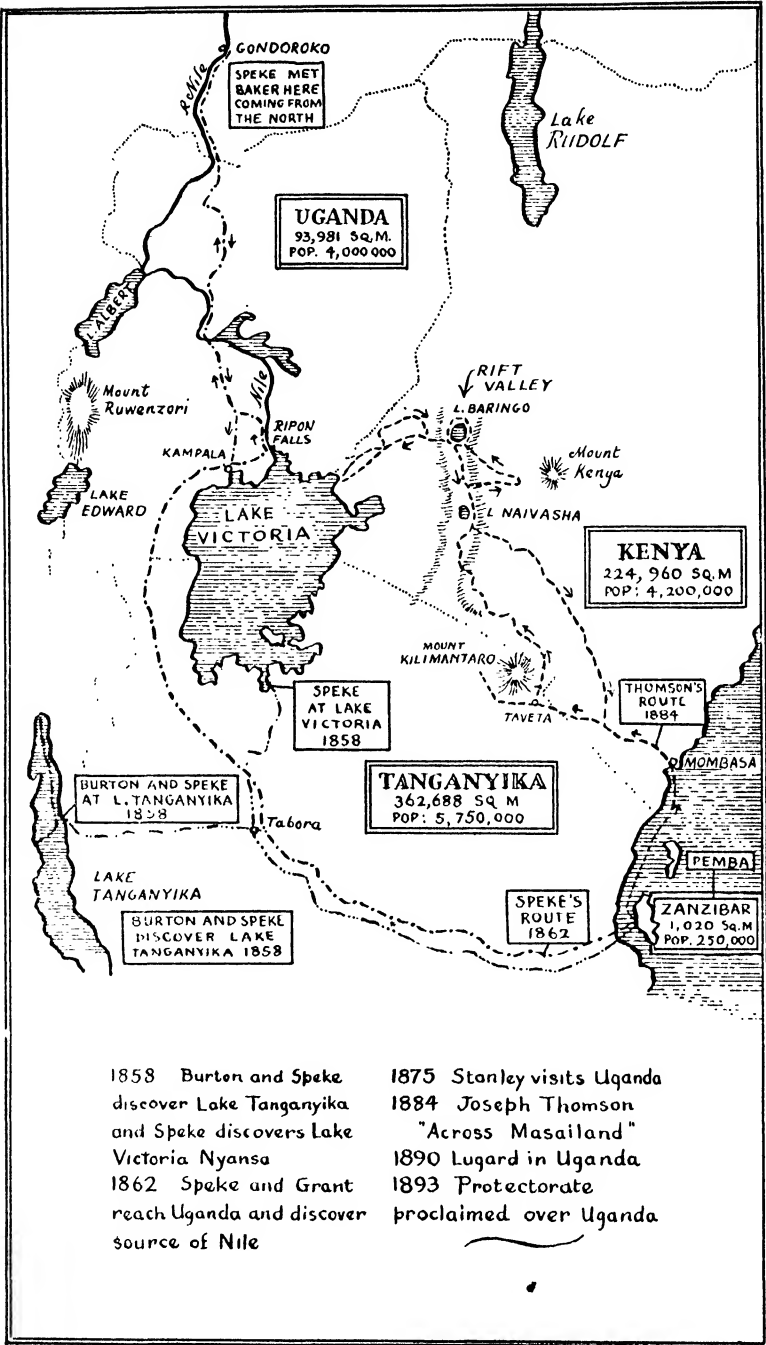 GONDOROKO
R Nile
SPEKE MET
BAKER HERE
COMING FROM
THE NORTH
Lake
RUDOLF
UGANDA
93,981 SQ.M.
POP. 4,000000
L. ALBERT
Mount
Ruwenzori
Nile
RIPON
FALLS
KAMPALA
RIFT
VALLEY
L. BARINGO
Mount
Kenya
LAKE
EDWARD
LAKE
VICTORIA
L NAIVASHA
KENYA
224,960 SQ.M
POP: 4,200,000
MOUNT
KILIMANTARO
TAVETA
THOMSON'S
ROUTE
1884
SPEKE
AT LAKE
VICTORIA
1858
MOMBASA
BURTON AND SPEKE
AT L. TANGANYIKA
1858
TANGANYIKA
362,688 SQ M
POP: 5,750,000
Tabora
PEMBA
LAKE
TANGANYIKA
SPEKE'S
ROUTE
1862
ZANZIBAR
1,020 SQ.M
POP. 250,000
BURTON AND SPEKE
DISCOVER LAKE
TANGANYIKA 1858
1858 Burton and Speke
discover Lake Tanganyika
and Speke discovers Lake
Victoria Nyansa
1862 Speke and Grant
reach Uganda and discover
source of Nile
1875 Stanley visits Uganda
1884 Joseph Thomson
"Across Masailand"
1890 Lugard in Uganda
1893 Protectorate
proclaimed over Uganda